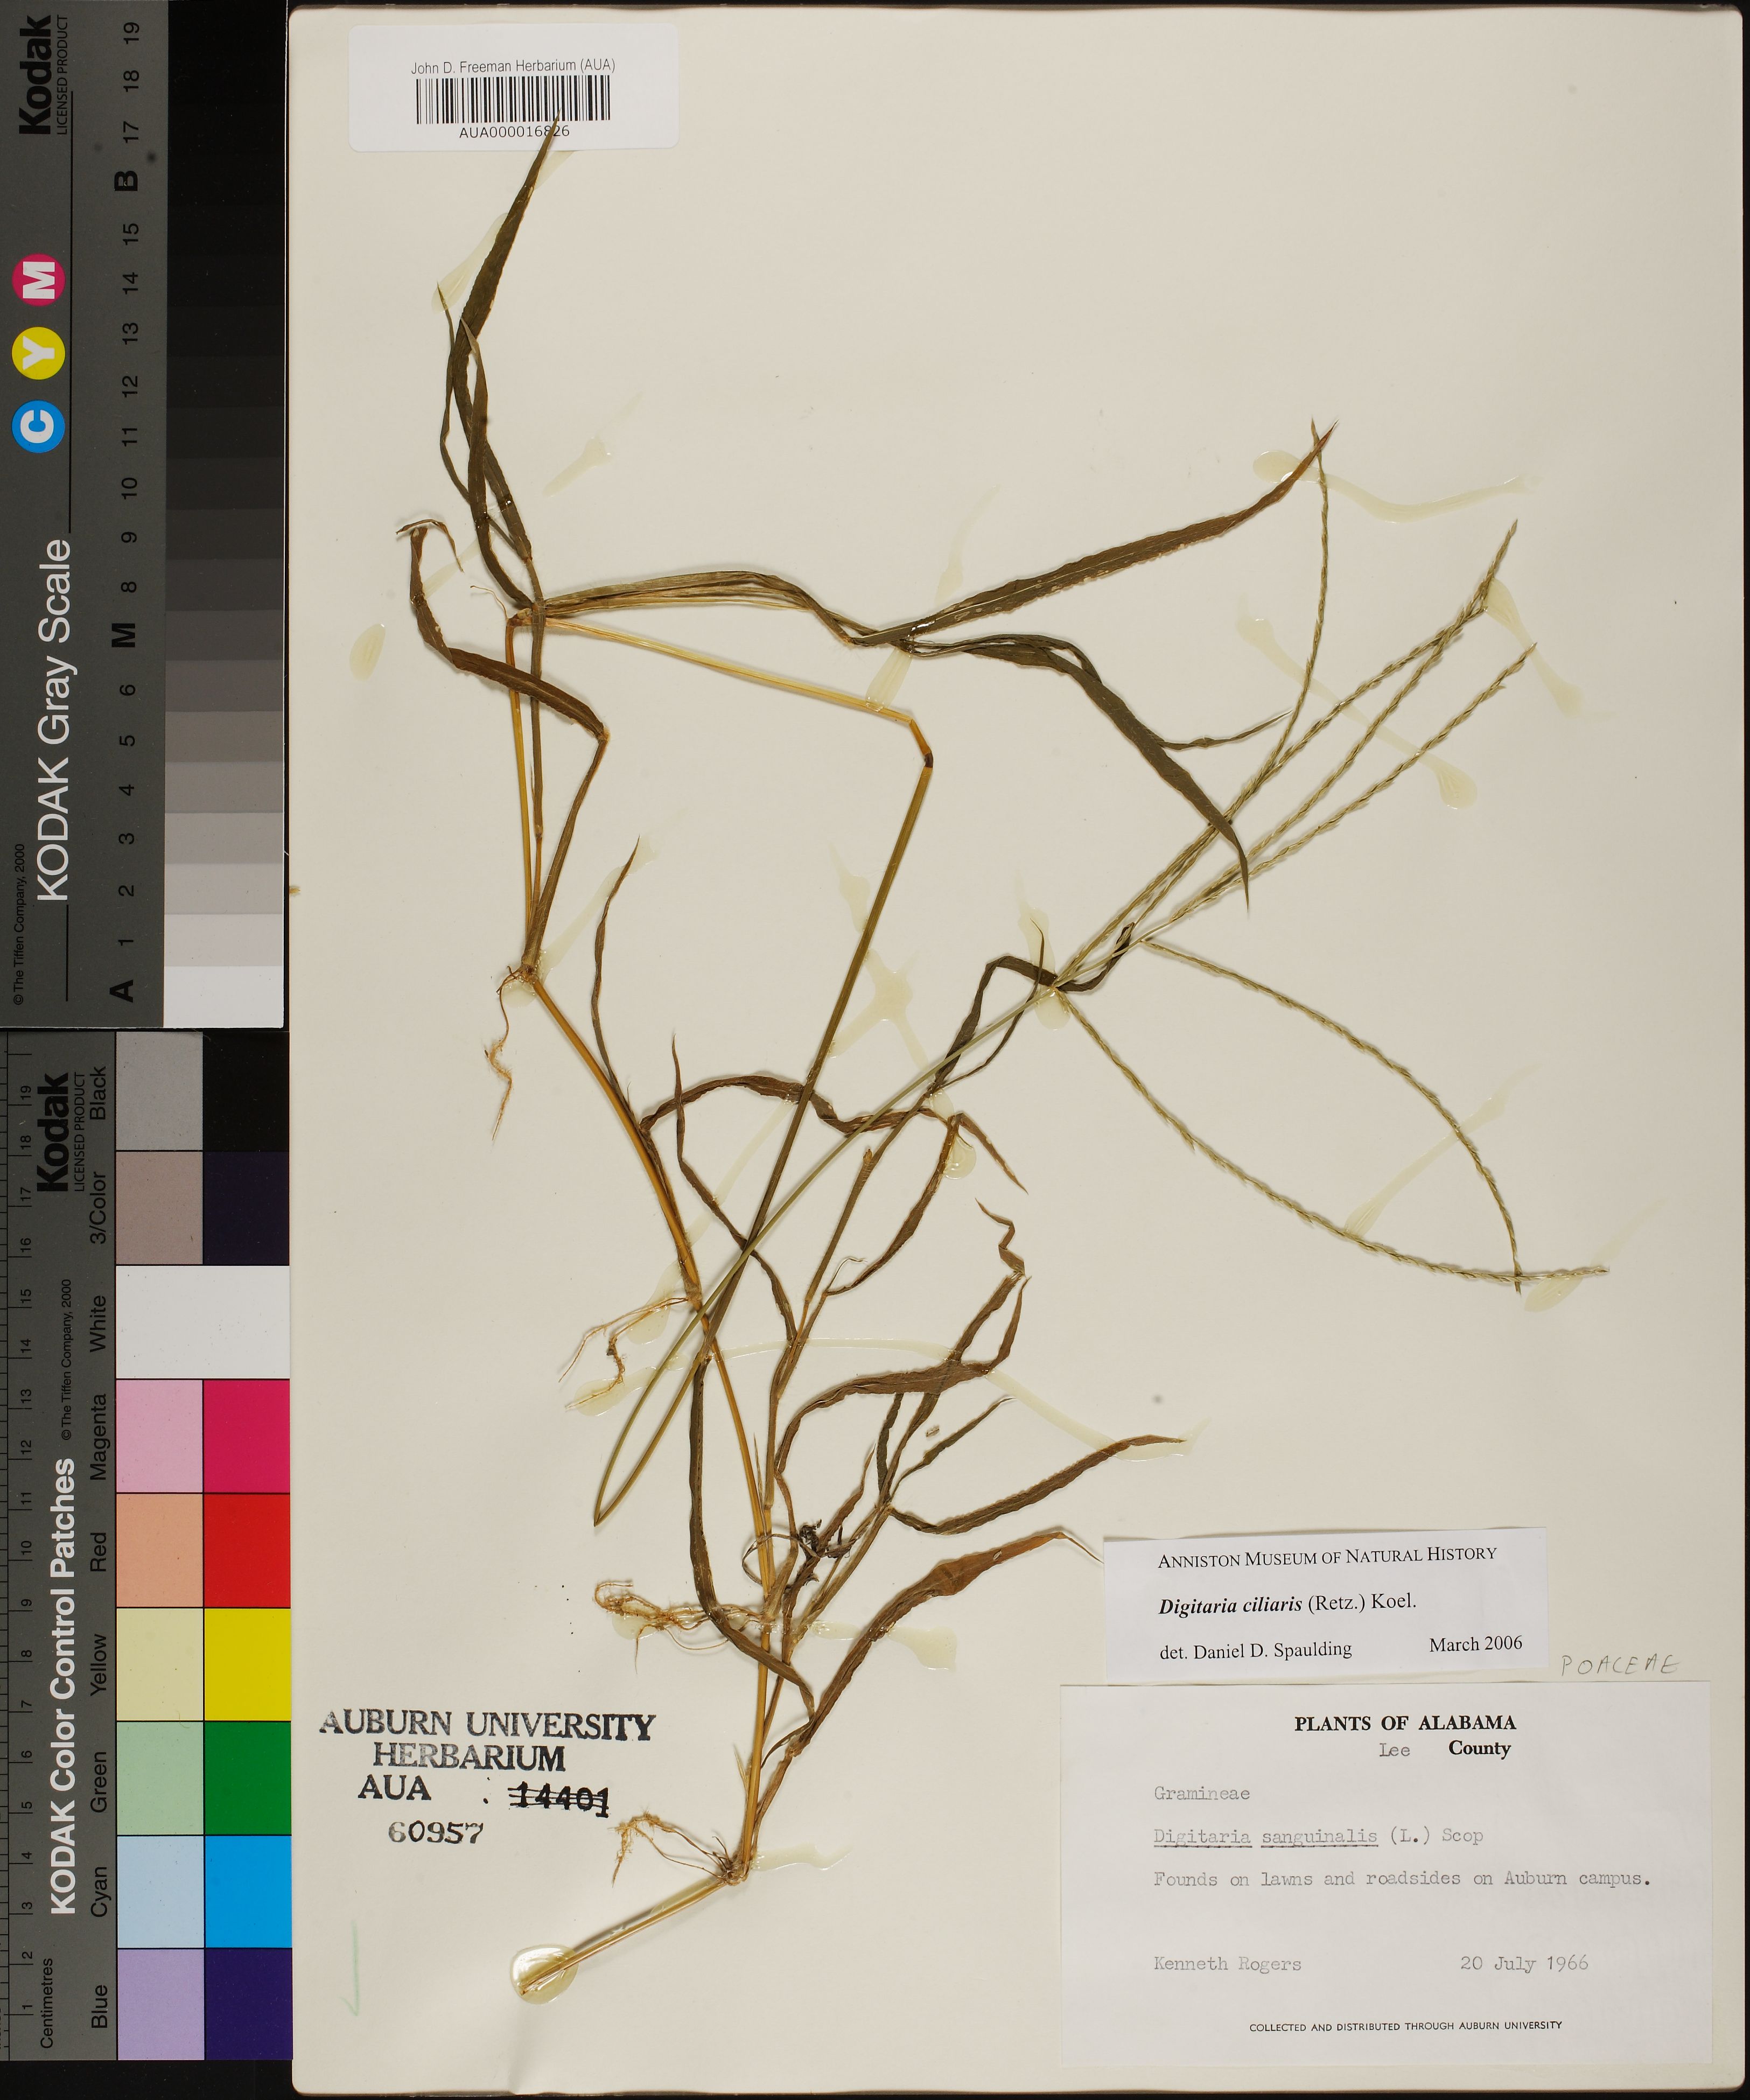 John D. Freeman Herbarium (AUA)
AUA000016826
Kodak
LICENSED PRODUCT
KODAK Gray Scale
© The Tiffen Company, 2000
C Y M
A 1 2 3 4 5 6 M 8 9 10 11 12 13 14 15 B 17 18 19
Kodak
LICENSED PRODUCT
KODAK Color Control Patches
© The Tiffen Company, 2000
Centimetres
1 2 3 4 5 6 7 8 9 10 11 12 13 14 15 16 17 18 19
Blue Cyan Green Yellow Red Magenta White 3/Color Black
ANNISTON MUSEUM OF NATURAL HISTORY
Digitaria ciliaris (Retz.) Koel.
det. Daniel D. Spaulding March 2006
POACEAE
AUBURN UNIVERSITY
HERBARIUM
AUA : 14401
60957
PLANTS OF ALABAMA
Lee County
Gramineae
Digitaria sanguinalis (L.) Scop
Founds on lawns and roadsides on Auburn campus.
Kenneth Rogers 20 July 1966
COLLECTED AND DISTRIBUTED THROUGH AUBURN UNIVERSITY